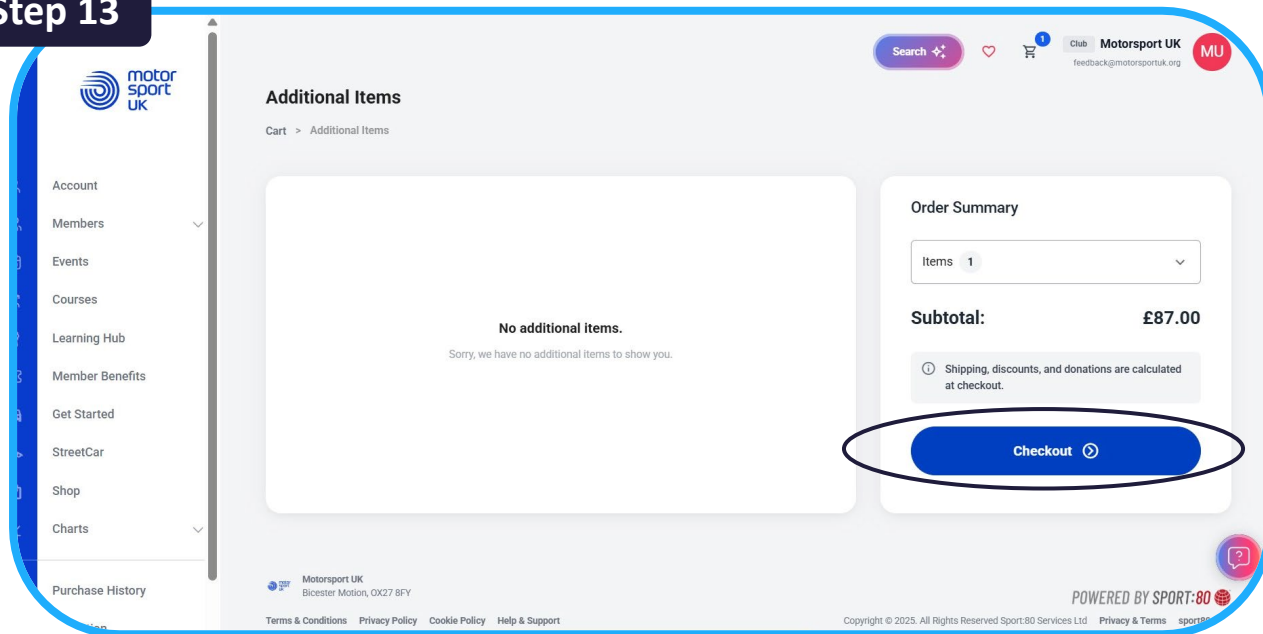 Step 13
motor
sport
UK
Search
1
Club Motorsport UK
feedback@motorsportuk.org
MU
Additional Items
Cart > Additional Items
Account
Members
Events
Courses
Learning Hub
Member Benefits
Get Started
StreetCar
Shop
Charts
Purchase History
No additional items.
Sorry, we have no additional items to show you.
Order Summary
Items 1
Subtotal: £87.00
Shipping, discounts, and donations are calculated
at checkout.
Checkout
Motorsport UK
Bicester Motion, OX27 8FY
POWERED BY SPORT:80
Terms & Conditions Privacy Policy Cookie Policy Help & Support
Copyright © 2025. All Rights Reserved Sport:80 Services Ltd Privacy & Terms